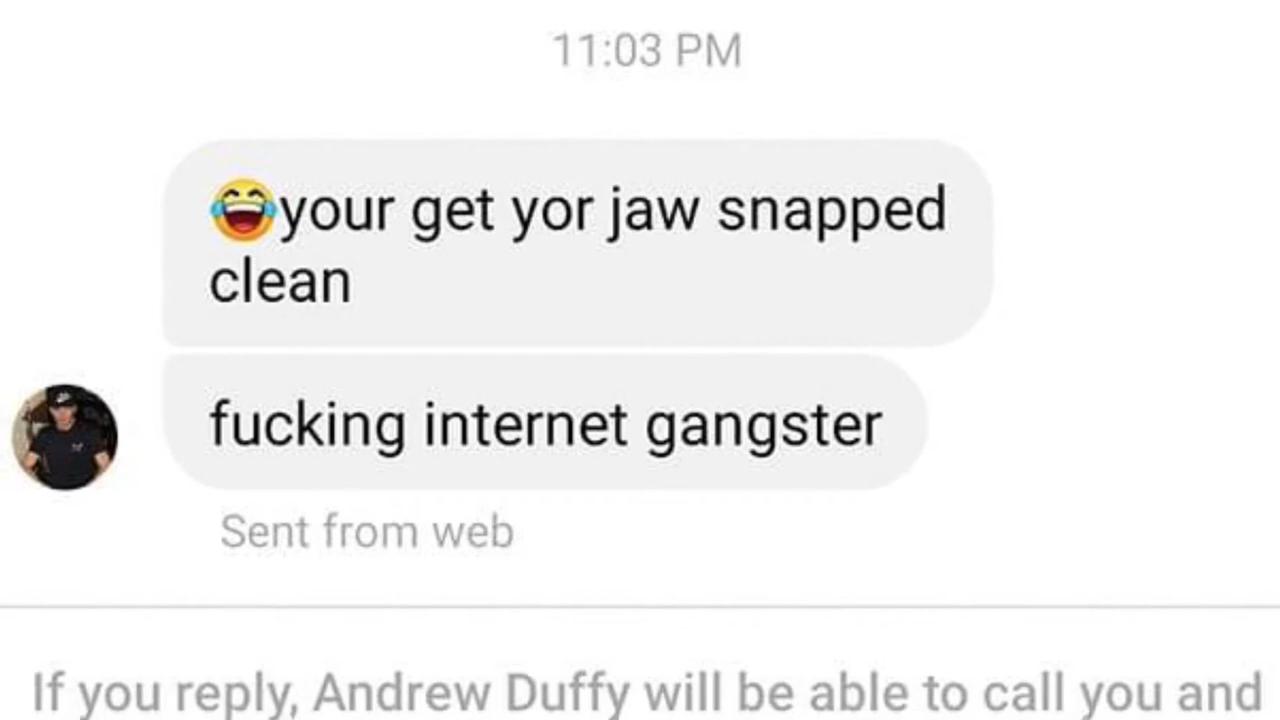 11:03 PM
😂your get yor jaw snapped
clean
fucking internet gangster
Sent from web
If you reply, Andrew Duffy will be able to call you and